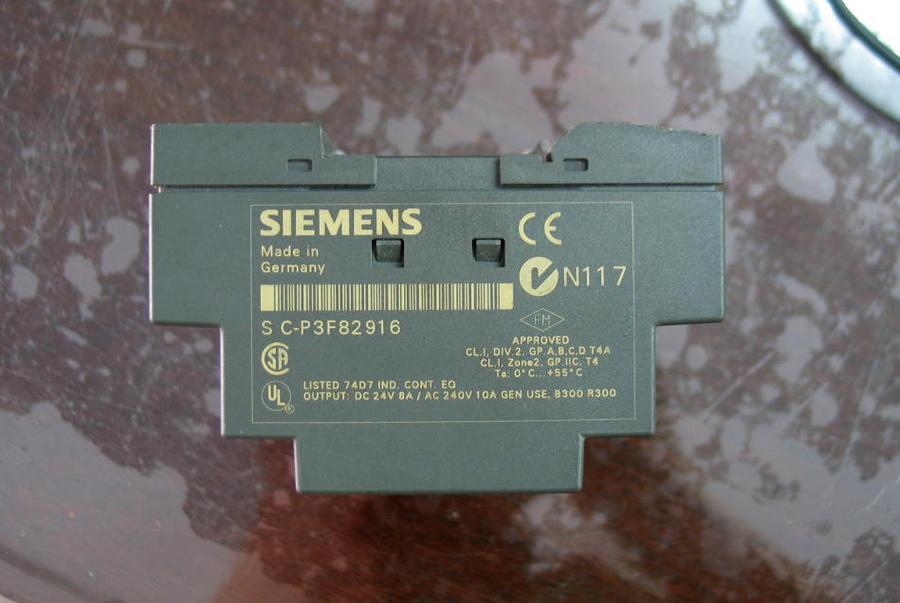 SIEMENS
Made in
Germany
CE
N117
S C-P3F82916
FM
APPROVED
CL.I, DIV.2, GP.A,B,C,D T4A
CL.I, Zone2, GP.IIC, T4
Ta: 0°C...+55°C
SA
UL®
LISTED 74D7 IND. CONT. EQ
OUTPUT: DC 24V 8A / AC 240V 10A GEN USE, B300 R300